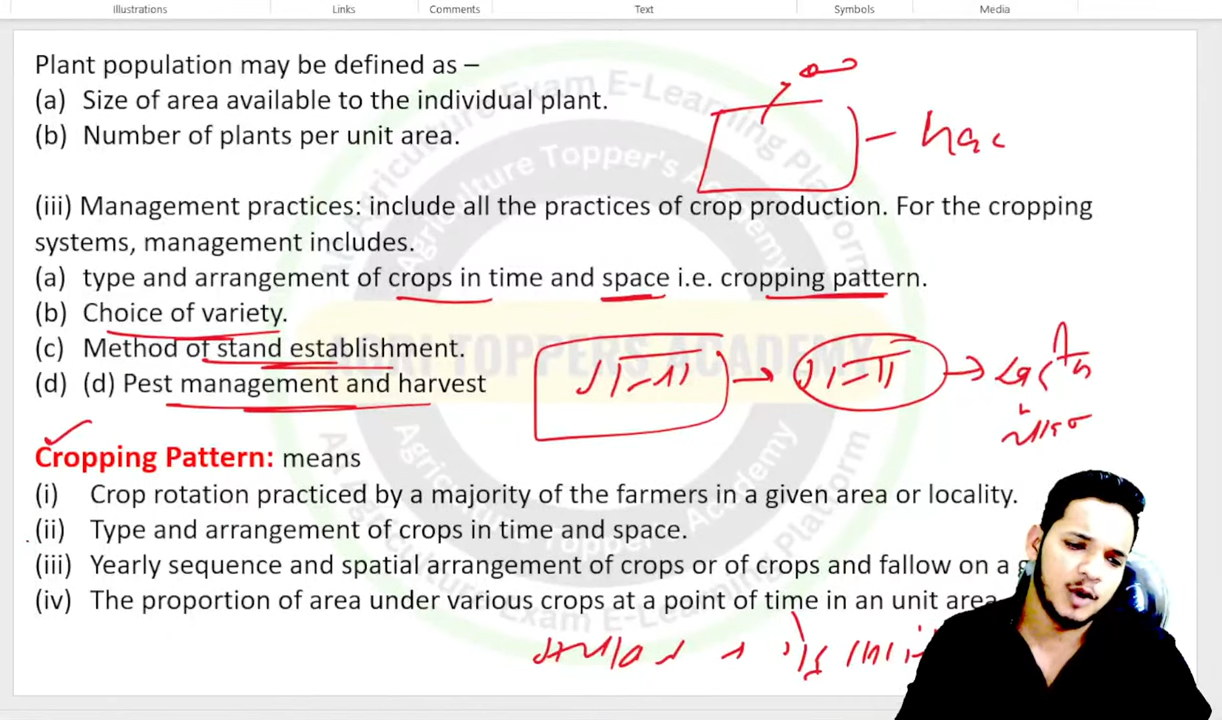 Illustrations Links Comments Text Symbols Media
Plant population may be defined as –
(a) Size of area available to the individual plant.
(b) Number of plants per unit area.
(iii) Management practices: include all the practices of crop production. For the cropping
systems, management includes.
(a) type and arrangement of crops in time and space i.e. cropping pattern.
(b) Choice of variety.
(c) Method of stand establishment.
(d) (d) Pest management and harvest
Cropping Pattern: means
(i) Crop rotation practiced by a majority of the farmers in a given area or locality.
(ii) Type and arrangement of crops in time and space.
(iii) Yearly sequence and spatial arrangement of crops or of crops and fallow on a
(iv) The proportion of area under various crops at a point of time in an unit area
AGRI TOPPERS ACADEMY